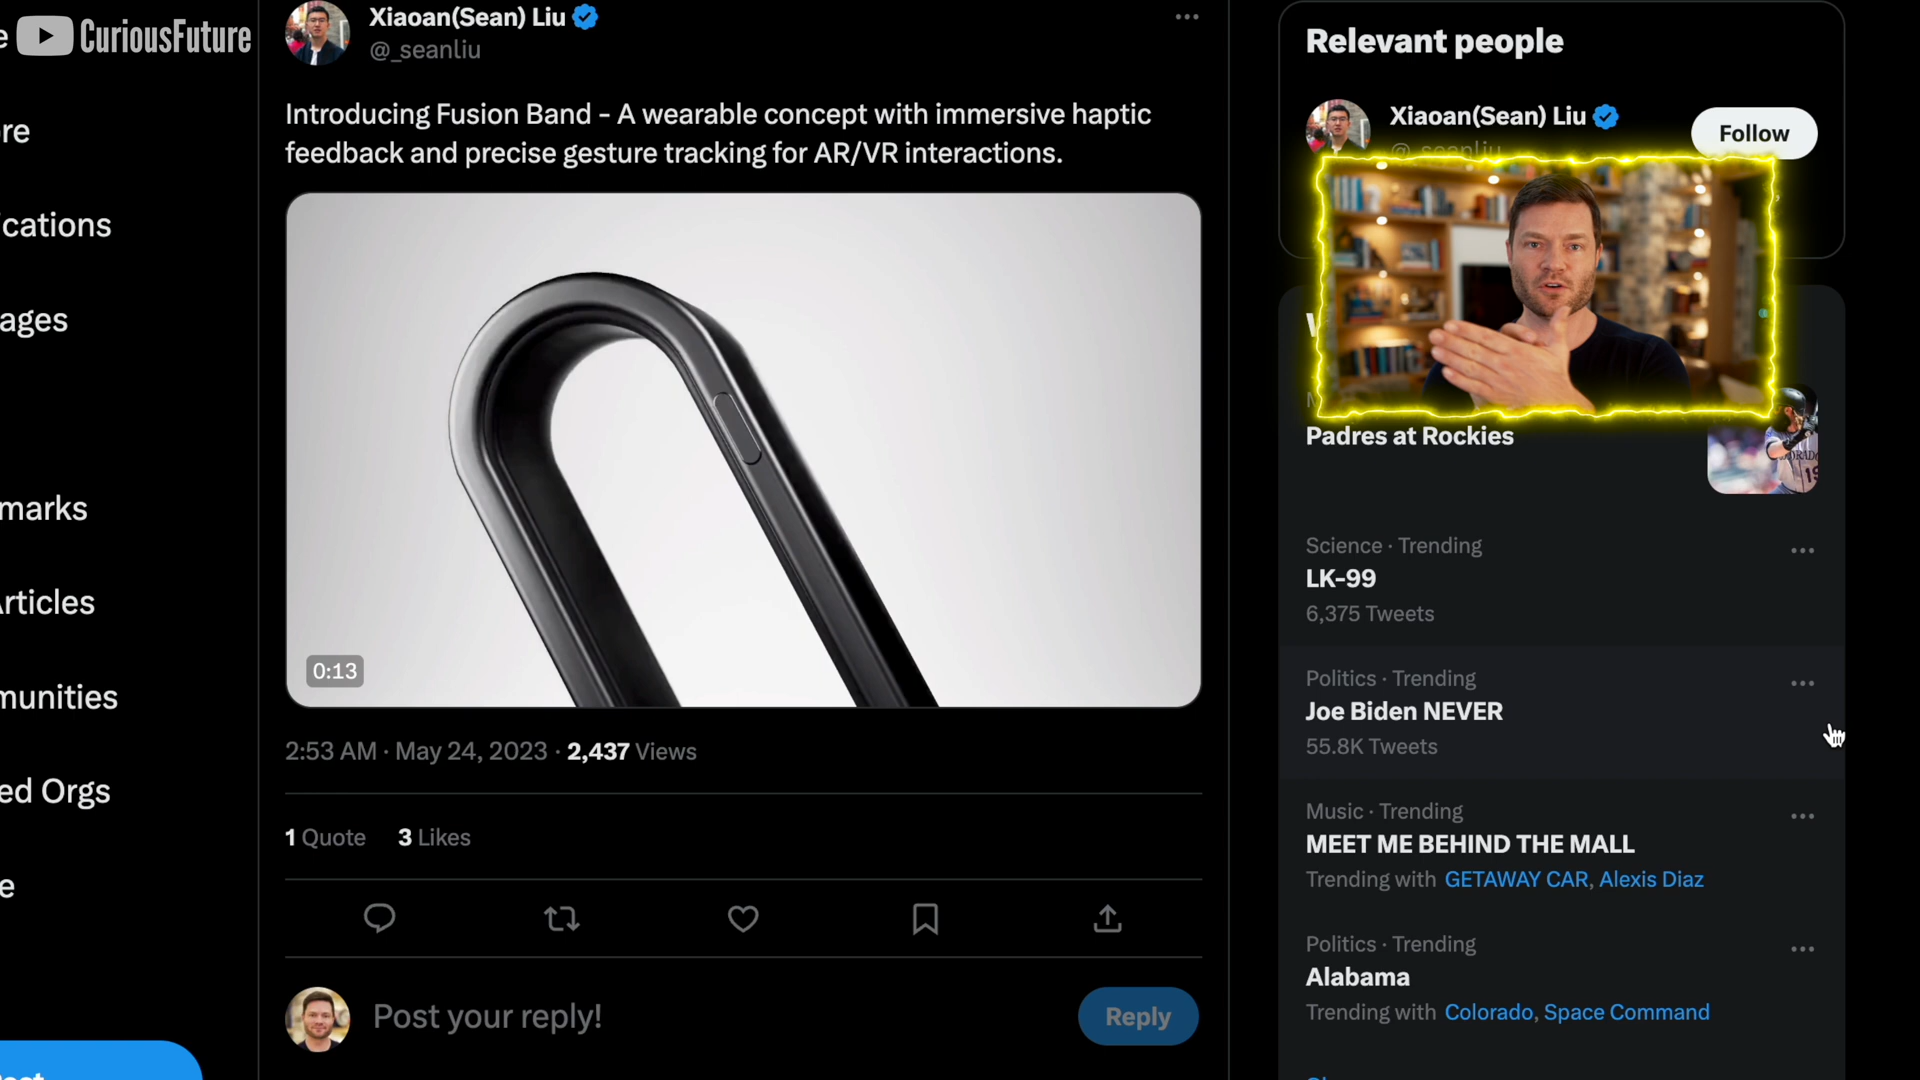 CuriousFuture
re
ications
ages
marks
Articles
munities
ed Orgs
e
Xiaoan(Sean) Liu
@_seanliu
Introducing Fusion Band - A wearable concept with immersive haptic
feedback and precise gesture tracking for AR/VR interactions.
0:13
2:53 AM · May 24, 2023 · 2,437 Views
1 Quote 3 Likes
Post your reply!
Reply
Relevant people
Xiaoan(Sean) Liu
@_seanliu
Follow
Padres at Rockies
Science · Trending
LK-99
6,375 Tweets
Politics · Trending
Joe Biden NEVER
55.8K Tweets
Music · Trending
MEET ME BEHIND THE MALL
Trending with GETAWAY CAR, Alexis Diaz
Politics · Trending
Alabama
Trending with Colorado, Space Command